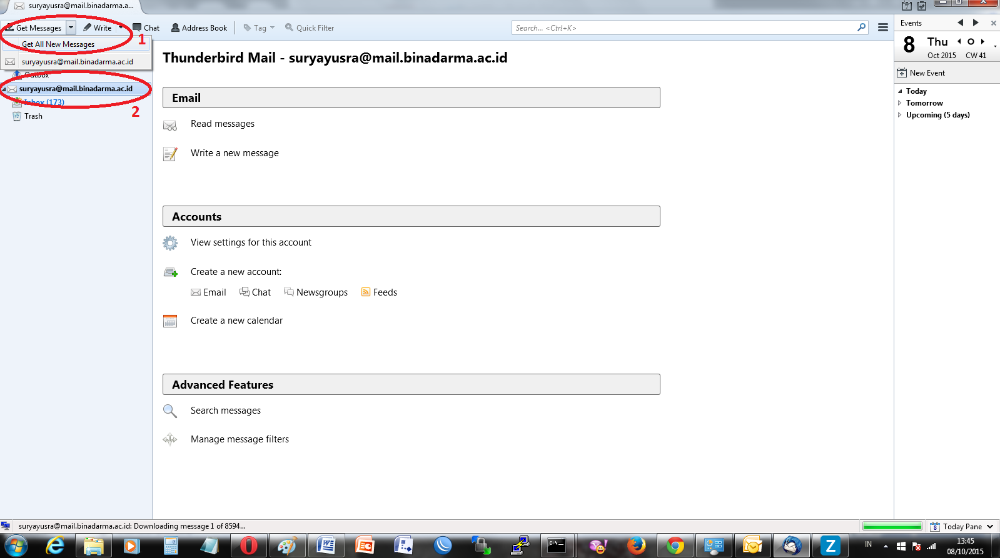 suryayusra@mail.binadarma.a...
Get Messages
Write
Chat
Address Book
Tag
Quick Filter
Search... <Ctrl+K>
1
Get All New Messages
suryayusra@mail.binadarma.ac.id
Outbox
suryayusra@mail.binadarma.ac.id
Inbox (173)
2
Trash
Thunderbird Mail - suryayusra@mail.binadarma.ac.id
Email
Read messages
Write a new message
Accounts
View settings for this account
Create a new account:
Email
Chat
Newsgroups
Feeds
Create a new calendar
Advanced Features
Search messages
Manage message filters
7
Events
8
Thu
Oct 2015
CW 41
New Event
Today
Tomorrow
Upcoming (5 days)
suryayusra@mail.binadarma.ac.id: Downloading message 1 of 8594...
8
Today Pane
C:\_
Z
IN
13:45
08/10/2015